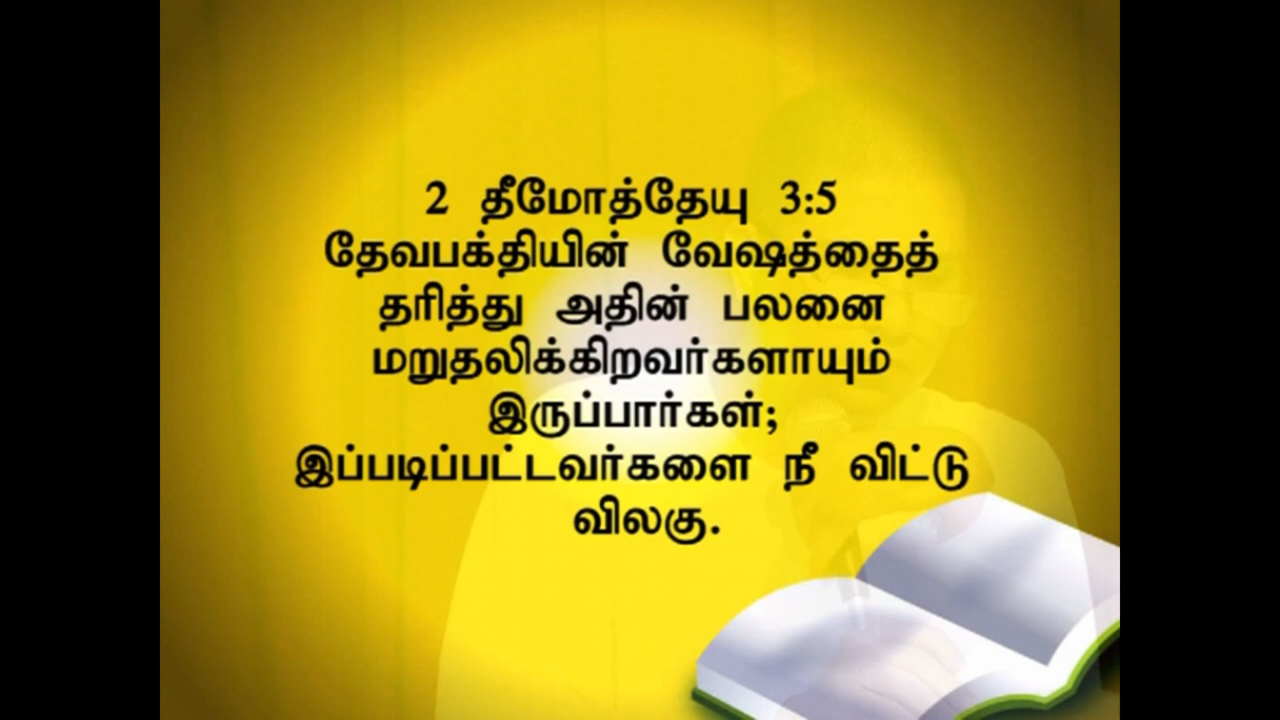 2 தீமோத்தேயு 3:5
தேவபக்தியின் வேஷத்தைத்
தரித்து அதின் பலனை
மறுதலிக்கிறவர்களாயும்
இருப்பார்கள்;
இப்படிப்பட்டவர்களை நீ விட்டு
விலகு.